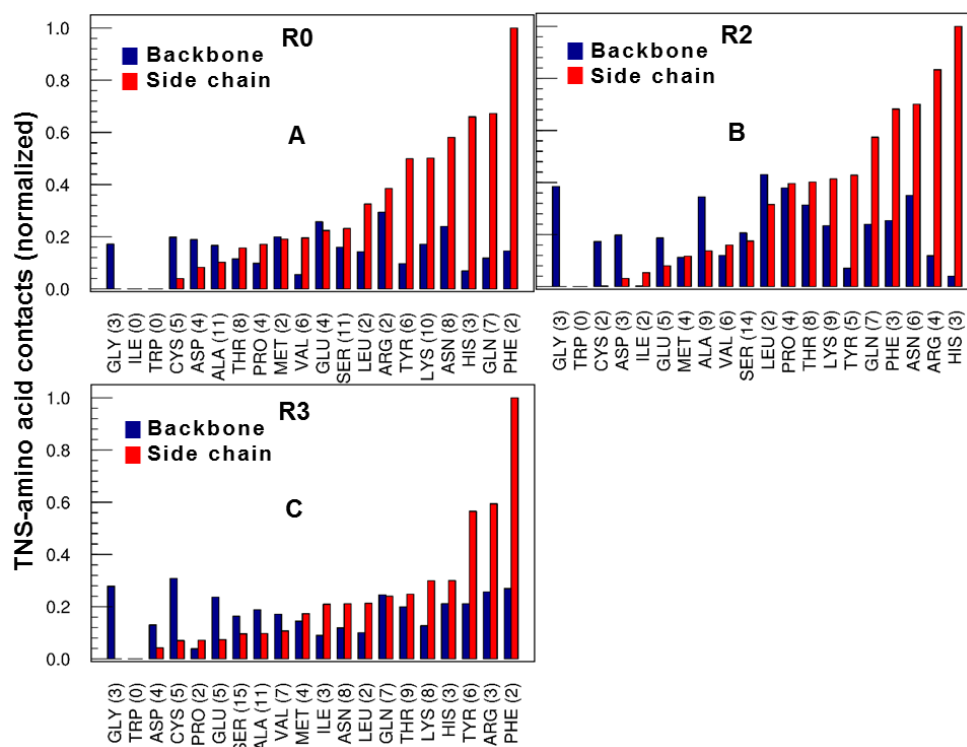 TNS-amino acid contacts (normalized)
R0
Backbone
Side chain
A
1.0
0.8
0.6
0.4
0.2
0.0
GLY (3)
ILE (0)
TRP (0)
CYS (5)
ASP (4)
ALA (11)
THR (8)
PRO (4)
MET (2)
VAL (6)
GLU (4)
SER (11)
LEU (2)
ARG (2)
TYR (6)
LYS (10)
ASN (8)
HIS (3)
GLN (7)
PHE (2)
R2
Backbone
Side chain
B
GLY (3)
TRP (0)
CYS (2)
ASP (3)
ILE (2)
GLU (5)
MET (4)
ALA (9)
VAL (6)
SER (14)
LEU (2)
PRO (4)
THR (8)
LYS (9)
TYR (5)
GLN (7)
PHE (3)
ASN (6)
ARG (4)
HIS (3)
R3
Backbone
Side chain
C
1.0
0.8
0.6
0.4
0.2
0.0
GLY (3)
TRP (0)
ASP (4)
CYS (5)
PRO (2)
GLU (5)
SER (15)
ALA (11)
VAL (7)
MET (4)
ILE (3)
ASN (8)
LEU (2)
GLN (7)
THR (9)
LYS (8)
HIS (3)
TYR (6)
ARG (3)
PHE (2)